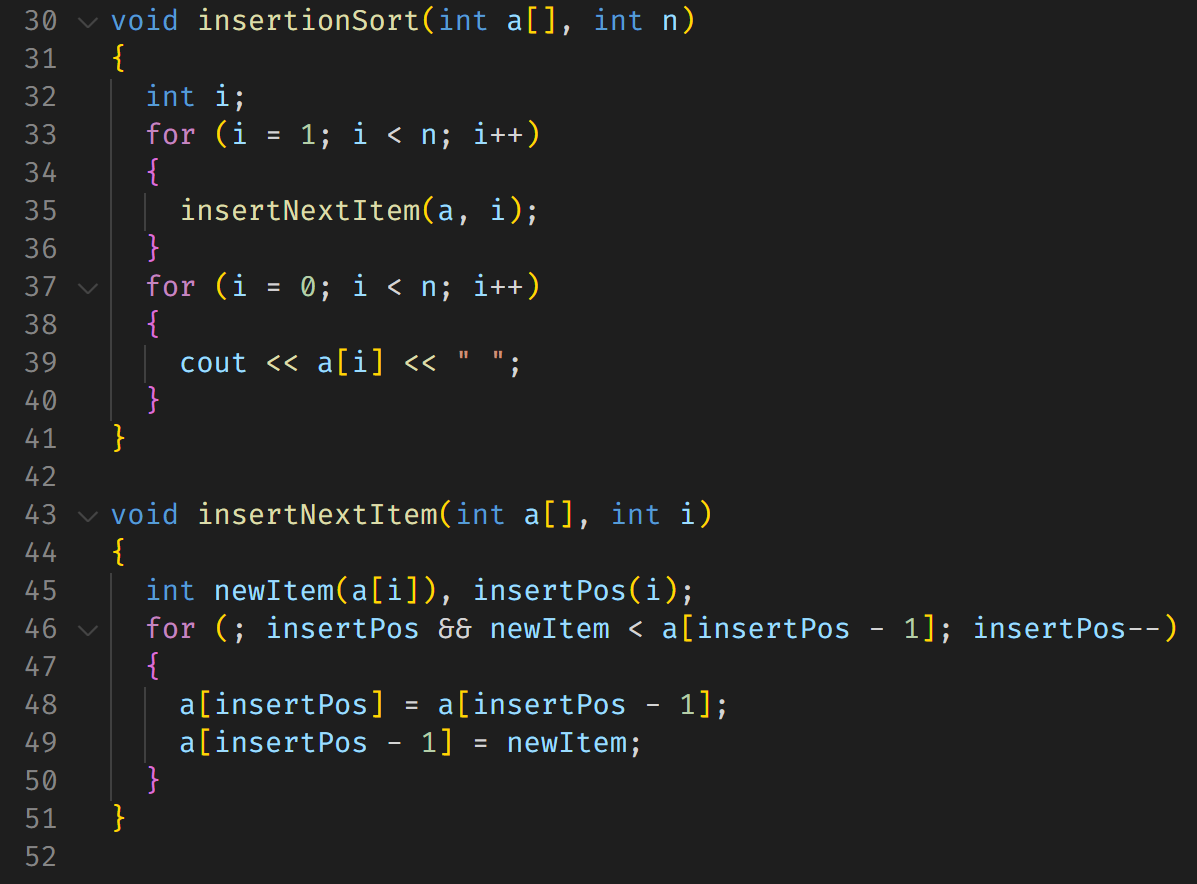 30 void insertionSort(int a[], int n)
31 {
32   int i;
33   for (i = 1; i < n; i++)
34   {
35     insertNextItem(a, i);
36   }
37   for (i = 0; i < n; i++)
38   {
39     cout << a[i] << " ";
40   }
41 }
42
43 void insertNextItem(int a[], int i)
44 {
45   int newItem(a[i]), insertPos(i);
46   for (; insertPos && newItem < a[insertPos - 1]; insertPos--)
47   {
48     a[insertPos] = a[insertPos - 1];
49     a[insertPos - 1] = newItem;
50   }
51 }
52